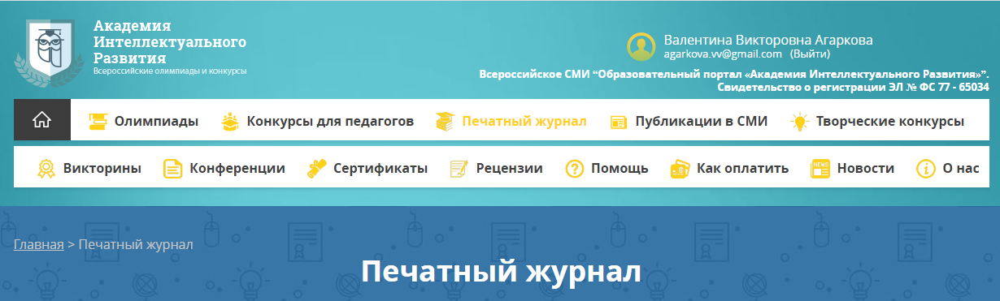 Академия
Интеллектуального
Развития
Всероссийские олимпиады и конкурсы
Валентина Викторовна Агаркова
agarkova.vv@gmail.com (Выйти)
Всероссийское СМИ “Образовательный портал «Академия Интеллектуального Развития»”.
Свидетельство о регистрации ЭЛ № ФС 77 - 65034
Олимпиады Конкурсы для педагогов Печатный журнал Публикации в СМИ Творческие конкурсы
Викторины Конференции Сертификаты Рецензии Помощь Как оплатить Новости О нас
Главная > Печатный журнал
Печатный журнал